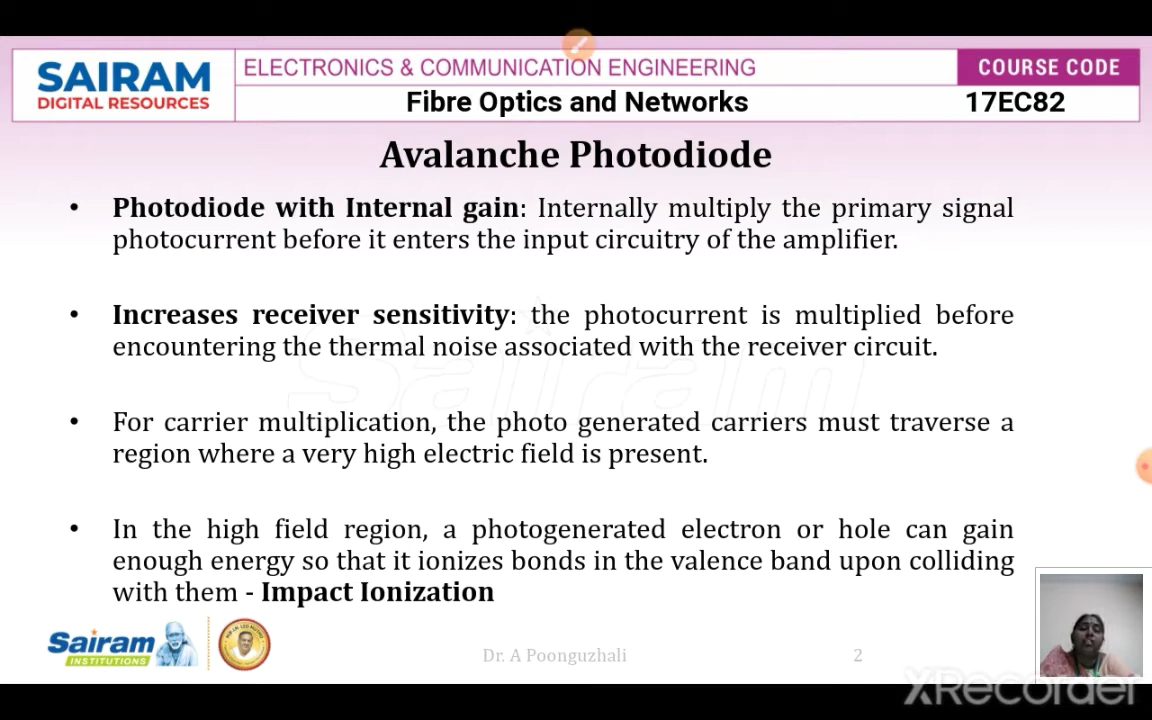 SAIRAM
DIGITAL RESOURCES
ELECTRONICS & COMMUNICATION ENGINEERING
COURSE CODE
Fibre Optics and Networks
17EC82
Avalanche Photodiode
• Photodiode with Internal gain: Internally multiply the primary signal
photocurrent before it enters the input circuitry of the amplifier.
• Increases receiver sensitivity: the photocurrent is multiplied before
encountering the thermal noise associated with the receiver circuit.
• For carrier multiplication, the photo generated carriers must traverse a
region where a very high electric field is present.
• In the high field region, a photogenerated electron or hole can gain
enough energy so that it ionizes bonds in the valence band upon colliding
with them - Impact Ionization
Sairam
Sairam
INSTITUTIONS
Dr. A Poonguzhali
2
XRecorder